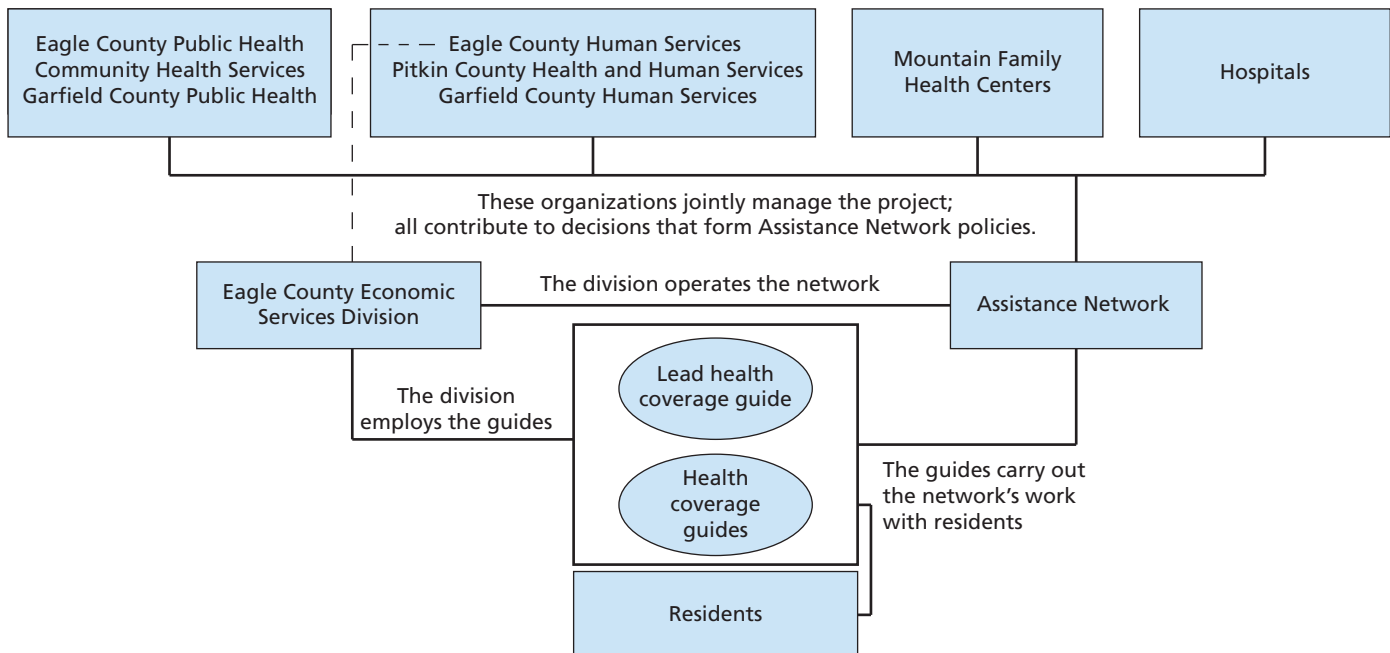 Eagle County Public Health
Community Health Services
Garfield County Public Health
Eagle County Human Services
Pitkin County Health and Human Services
Garfield County Human Services
Mountain Family
Health Centers
Hospitals
These organizations jointly manage the project;
all contribute to decisions that form Assistance Network policies.
Eagle County Economic
Services Division
The division operates the network
Assistance Network
The division
employs the guides
Lead health
coverage guide
Health
coverage
guides
The guides carry out
the network’s work
with residents
Residents